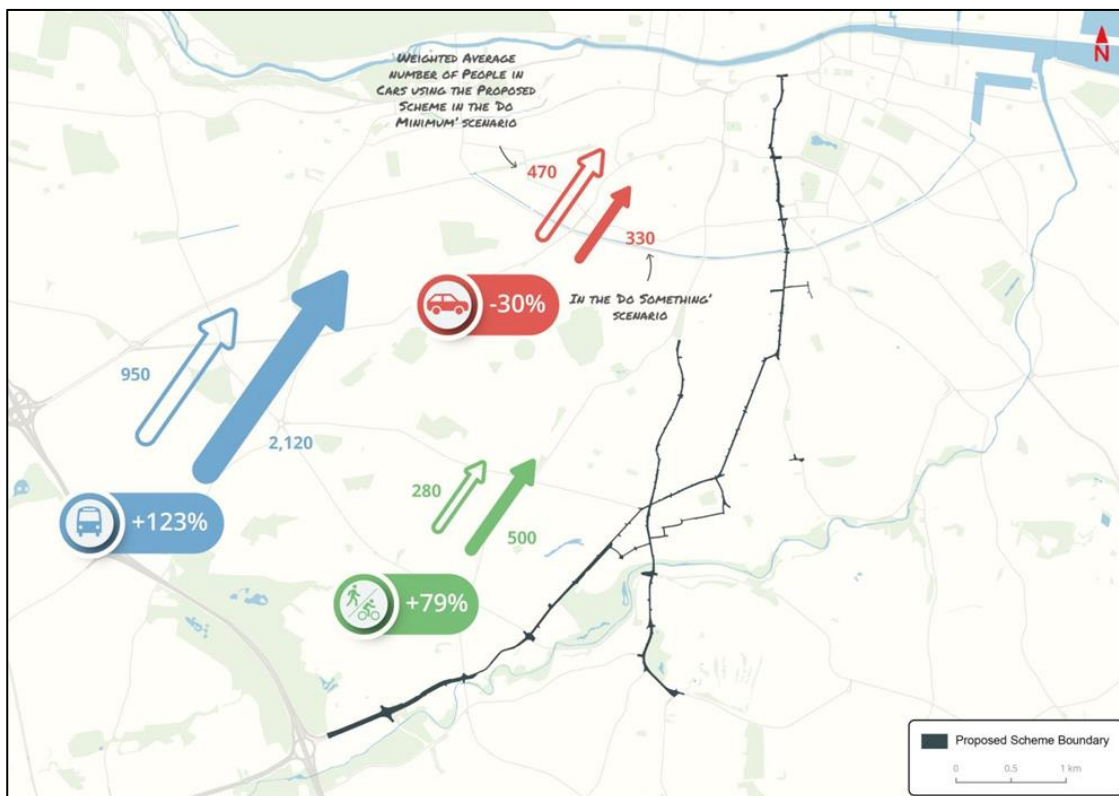 N
WEIGHTED AVERAGE
NUMBER OF PEOPLE IN
CARS USING THE PROPOSED
SCHEME IN THE 'DO
MINIMUM' SCENARIO
470
330
-30%
IN THE 'DO SOMETHING'
SCENARIO
950
2,120
+123%
280
500
+79%
Proposed Scheme Boundary
0 0.5 1 km